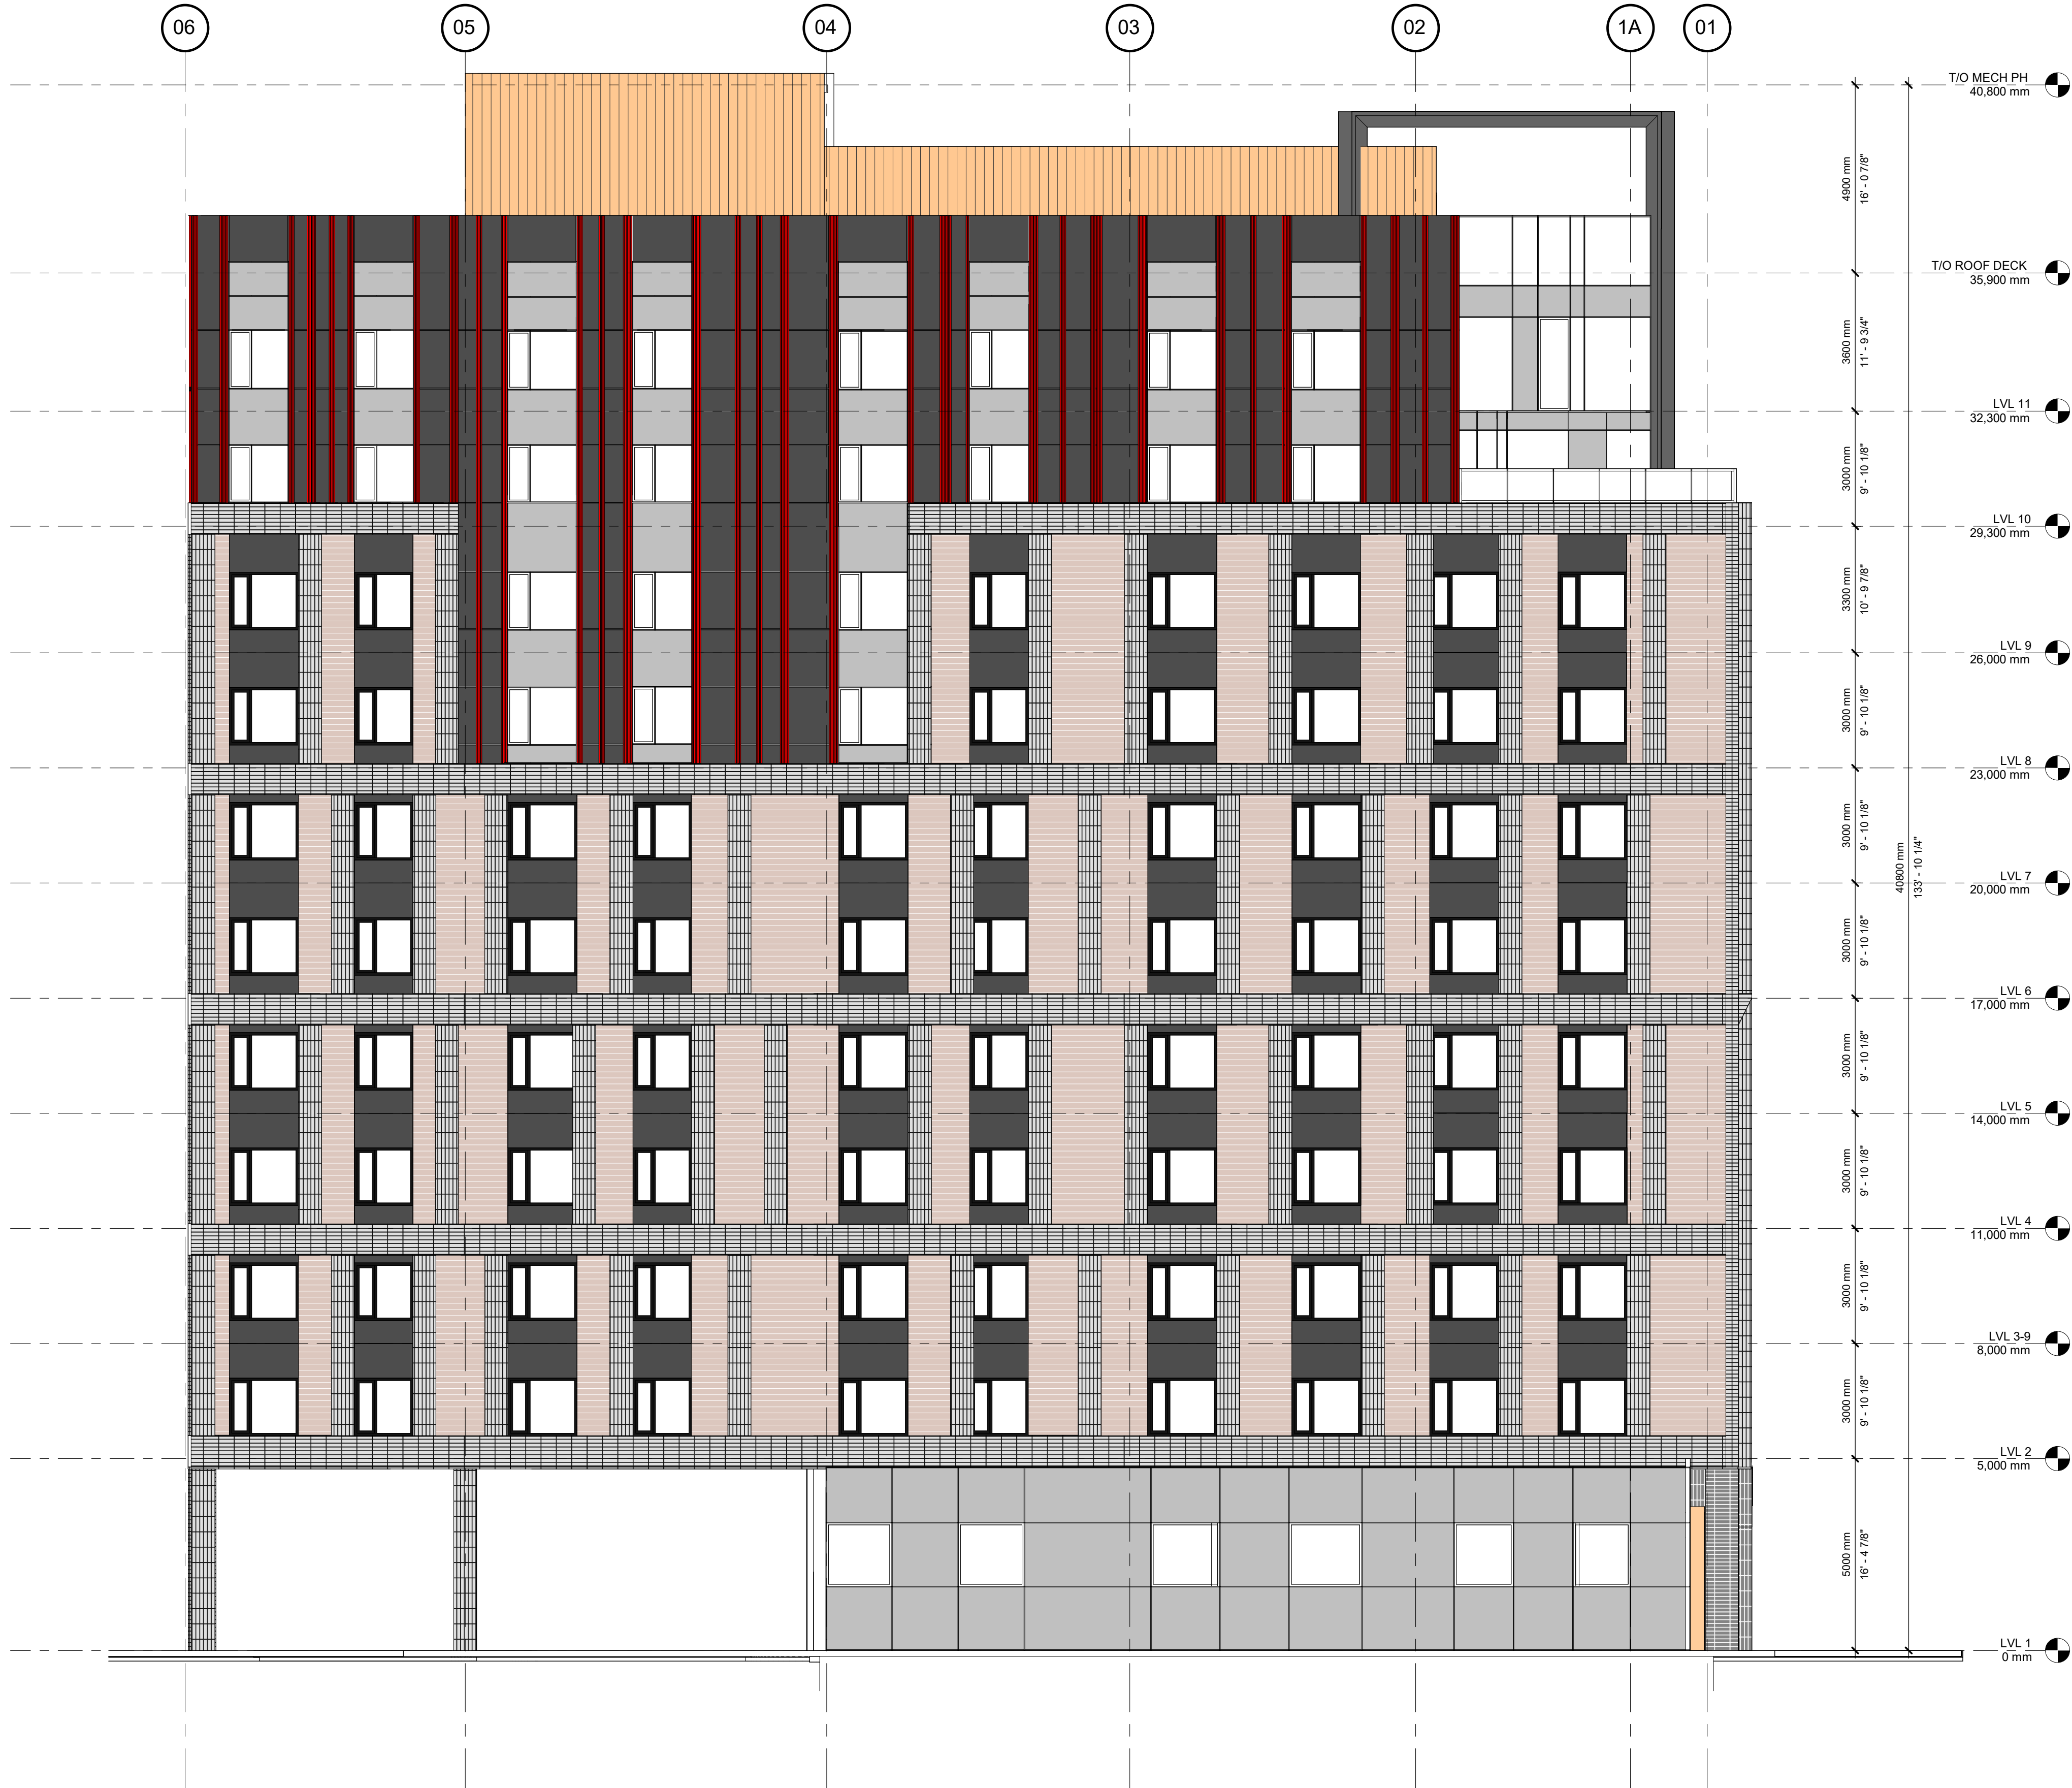 06
05
04
03
02
1A
01
T/O MECH PH
40,800 mm
4900 mm
16' - 0 7/8"
T/O ROOF DECK
35,900 mm
3600 mm
11' - 9 3/4"
LVL 11
32,300 mm
3000 mm
9' - 10 1/8"
LVL 10
29,300 mm
3300 mm
10' - 9 7/8"
LVL 9
26,000 mm
3000 mm
9' - 10 1/8"
LVL 8
23,000 mm
3000 mm
9' - 10 1/8"
40800 mm
133' - 10 1/4"
LVL 7
20,000 mm
3000 mm
9' - 10 1/8"
LVL 6
17,000 mm
3000 mm
9' - 10 1/8"
LVL 5
14,000 mm
3000 mm
9' - 10 1/8"
LVL 4
11,000 mm
3000 mm
9' - 10 1/8"
LVL 3-9
8,000 mm
3000 mm
9' - 10 1/8"
LVL 2
5,000 mm
5000 mm
16' - 4 7/8"
LVL 1
0 mm